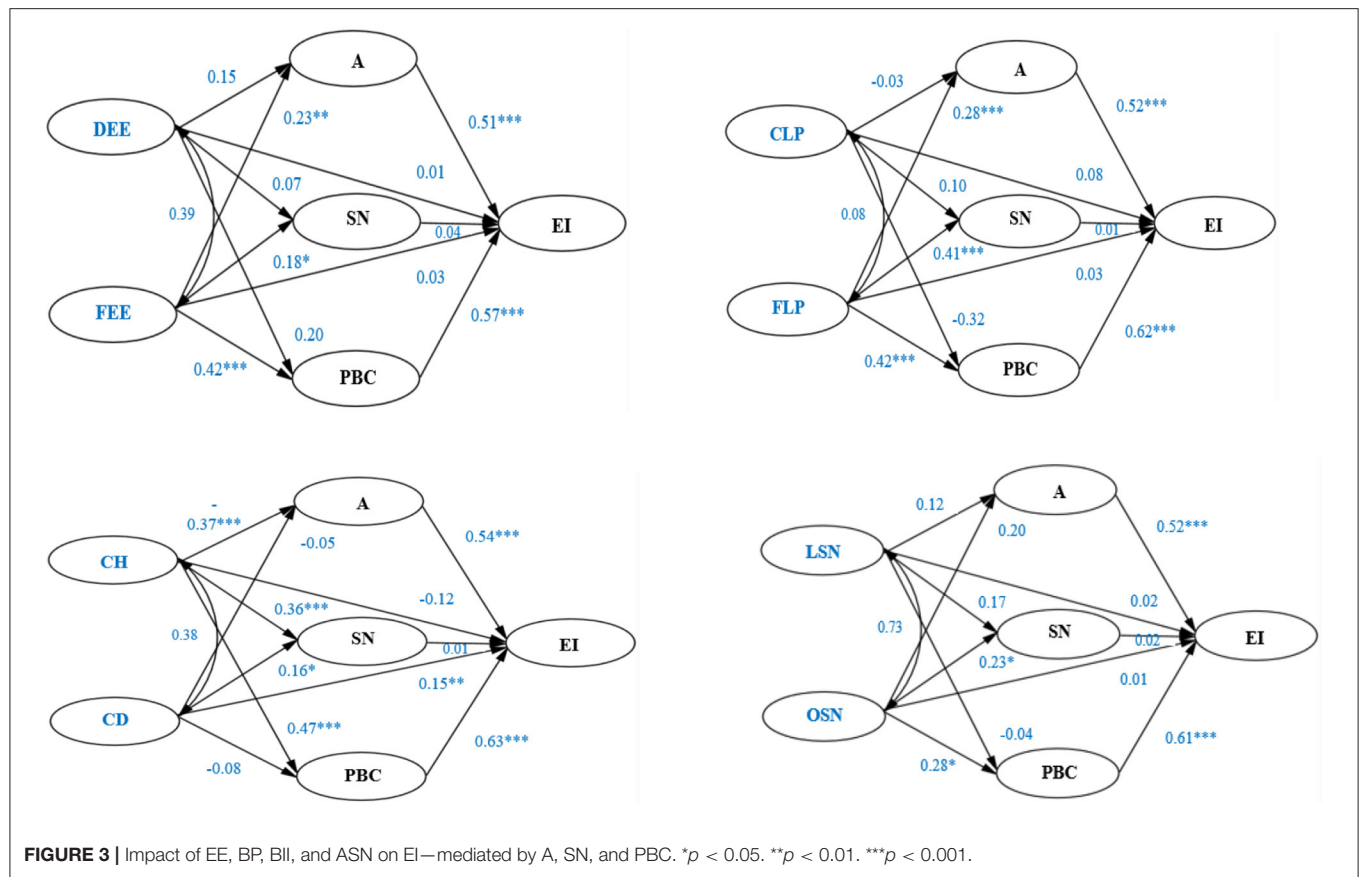 A
0.15
0.23**
DEE
0.51***
0.01
0.07
0.39
SN
0.04
EI
0.18*
0.03
FEE
0.20
0.57***
0.42***
PBC
A
-0.03
0.28***
CLP
0.52***
0.08
0.10
0.08
SN
0.01
EI
0.41***
0.03
FLP
-0.32
0.62***
0.42***
PBC
A
-
0.37***
-0.05
CH
0.54***
-0.12
0.36***
0.38
SN
0.01
EI
0.16*
0.15**
CD
0.47***
0.63***
-0.08
PBC
A
0.12
0.20
LSN
0.52***
0.02
0.17
0.73
SN
0.02
EI
0.23*
0.01
OSN
-0.04
0.61***
0.28*
PBC
FIGURE 3 | Impact of EE, BP, BII, and ASN on EI—mediated by A, SN, and PBC. *p < 0.05. **p < 0.01. ***p < 0.001.